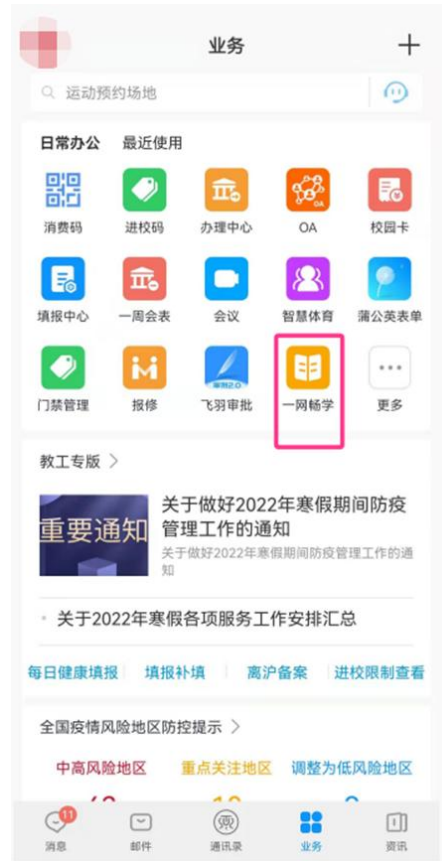 业务
运动预约场地
日常办公 最近使用
消费码 进校码 办理中心 OA 校园卡
填报中心 一周会表 会议 智慧体育 蒲公英表单
门禁管理 报修 飞羽审批 一网畅学 更多
教工专版
重要通知
关于做好2022年寒假期间防疫
管理工作的通知
关于做好2022年寒假期间防疫管理工作的通
知
关于2022年寒假各项服务工作安排汇总
每日健康填报 填报补填 离沪备案 进校限制查看
全国疫情风险地区防控提示
中高风险地区 重点关注地区 调整为低风险地区
11
消息 邮件 通讯录 业务 资讯